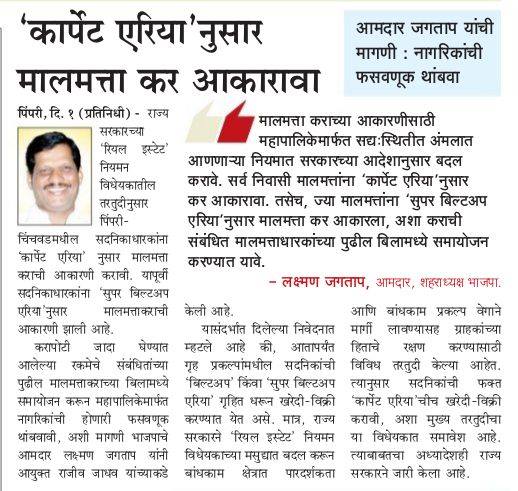 ‘कार्पेट एरिया’नुसार
मालमत्ता कर आकारावा
आमदार जगताप यांची
मागणी : नागरिकांची
फसवणूक थांबवा
पिंपरी, दि. १ (प्रतिनिधी) - राज्य
सरकारच्या
‘रियल इस्टेट’
नियमन
विधेयकातील
तरतुदीनुसार
पिंपरी-
चिंचवडमधील सदनिकाधारकांना
‘कार्पेट एरिया’ नुसार मालमत्ता
कराची आकारणी करावी. यापूर्वी
सदनिकाधारकांना ‘सुपर बिल्टअप
एरिया’नुसार मालमत्ताकराची
आकारणी झाली आहे.
करापोटी जादा घेण्यात
आलेल्या रकमेचे संबंधितांच्या
पुढील मालमत्ताकराच्या बिलामध्ये
समायोजन करून महापालिकेमार्फत
नागरिकांची होणारी फसवणूक
थांबवावी, अशी मागणी भाजपाचे
आमदार लक्ष्मण जगताप यांनी
आयुक्त राजीव जाधव यांच्याकडे
मालमत्ता कराच्या आकारणीसाठी
महापालिकेमार्फत सद्यःस्थितीत अंमलात
आणणाऱ्या नियमात सरकारच्या आदेशानुसार बदल
करावे. सर्व निवासी मालमत्तांना ‘कार्पेट एरिया’नुसार
कर आकारावा. तसेच, ज्या मालमत्तांना ‘सुपर बिल्टअप
एरिया’नुसार मालमत्ता कर आकारला, अशा कराची
संबंधित मालमत्ताधारकांच्या पुढील बिलामध्ये समायोजन
करण्यात यावे.
– लक्ष्मण जगताप, आमदार, शहराध्यक्ष भाजपा.
केली आहे.
यासंदर्भात दिलेल्या निवेदनात
म्हटले आहे की, आतापर्यंत
गृह प्रकल्पांमधील सदनिकांची
‘बिल्टअप’ किंवा ‘सुपर बिल्टअप
एरिया’ गृहित धरून खरेदी-विक्री
करण्यात येत असे. मात्र, राज्य
सरकारने ‘रियल इस्टेट’ नियमन
विधेयकाच्या मसुद्यात बदल करून
बांधकाम क्षेत्रात पारदर्शकता
आणि बांधकाम प्रकल्प वेगाने
मार्गी लावण्यासह ग्राहकांच्या
हिताचे रक्षण करण्यासाठी
विविध तरतुदी केल्या आहेत.
त्यानुसार सदनिकांची फक्त
‘कार्पेट एरिया’चीच खरेदी-विक्री
करावी, अशा मुख्य तरतुदीचा
या विधेयकात समावेश आहे.
त्याबाबतचा अध्यादेशही राज्य
सरकारने जारी केला आहे.